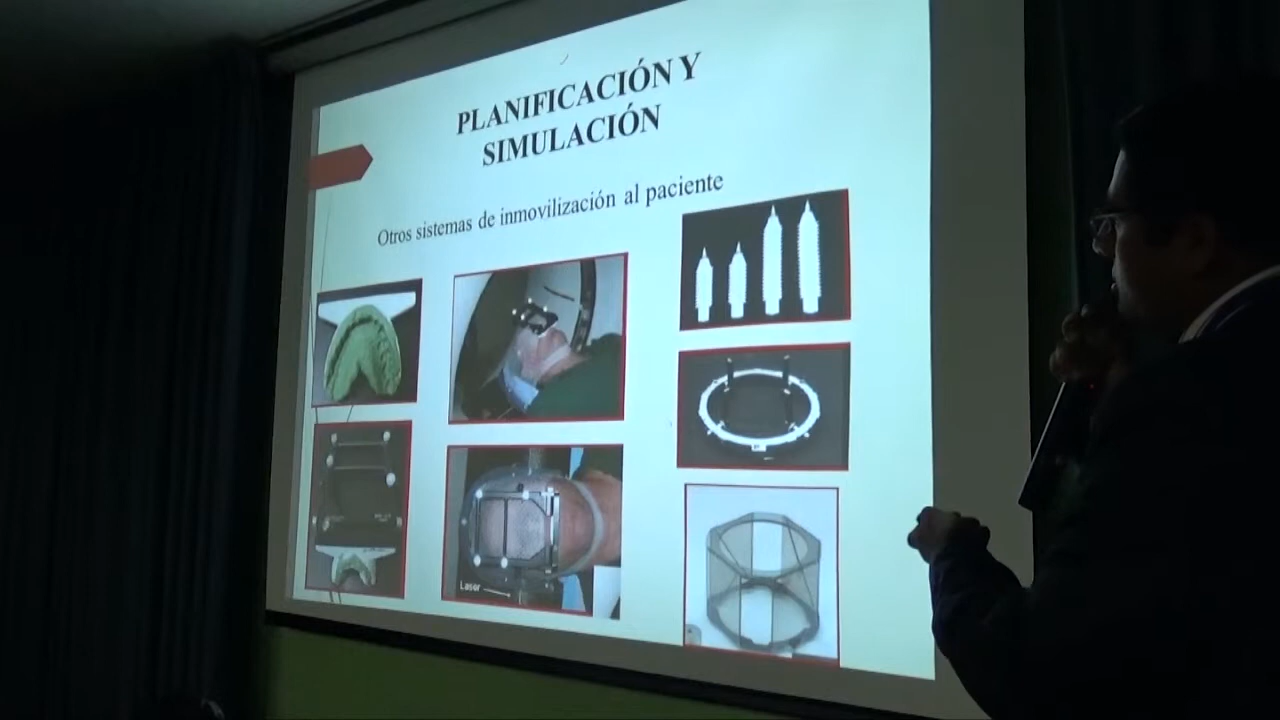 PLANIFICACIÓN Y
SIMULACIÓN
Otros sistemas de inmovilización al paciente
Laser